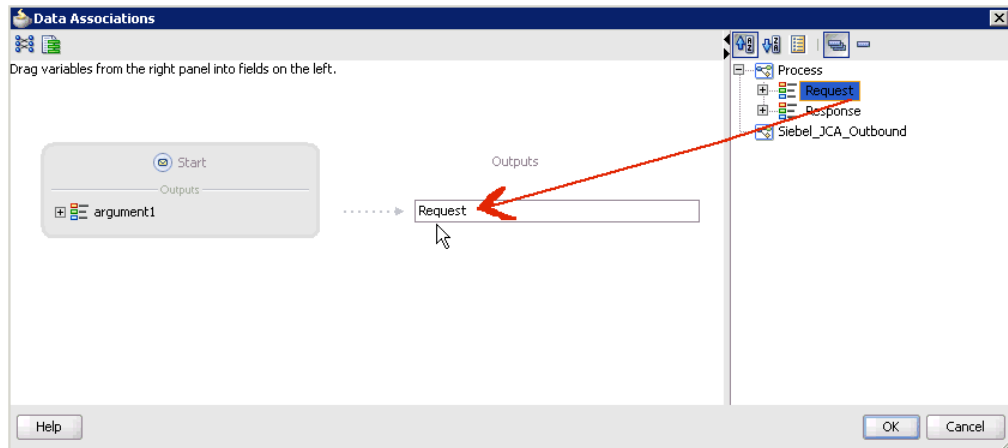 Data Associations
Drag variables from the right panel into fields on the left.
Start
Outputs
argument1
Outputs
Request
Process
Request
Response
Siebel_JCA_Outbound
Help
OK
Cancel